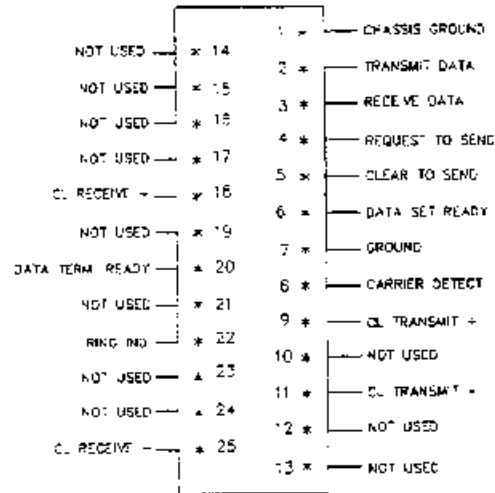 NOT USED * 14
NOT USED * 15
NOT USED * 16
NOT USED * 17
CL RECEIVE * 18
NOT USED * 19
DATA TERM READY * 20
NOT USED * 21
RING IND * 22
NOT USED * 23
NOT USED * 24
CL RECEIVE - * 25
1 * CHASSIS GROUND
2 * TRANSMIT DATA
3 * RECEIVE DATA
4 * REQUEST TO SEND
5 * CLEAR TO SEND
6 * DATA SET READY
7 * GROUND
8 * CARRIER DETECT
9 * CL TRANSMIT +
10 * NOT USED
11 * CL TRANSMIT -
12 * NOT USED
13 * NOT USED